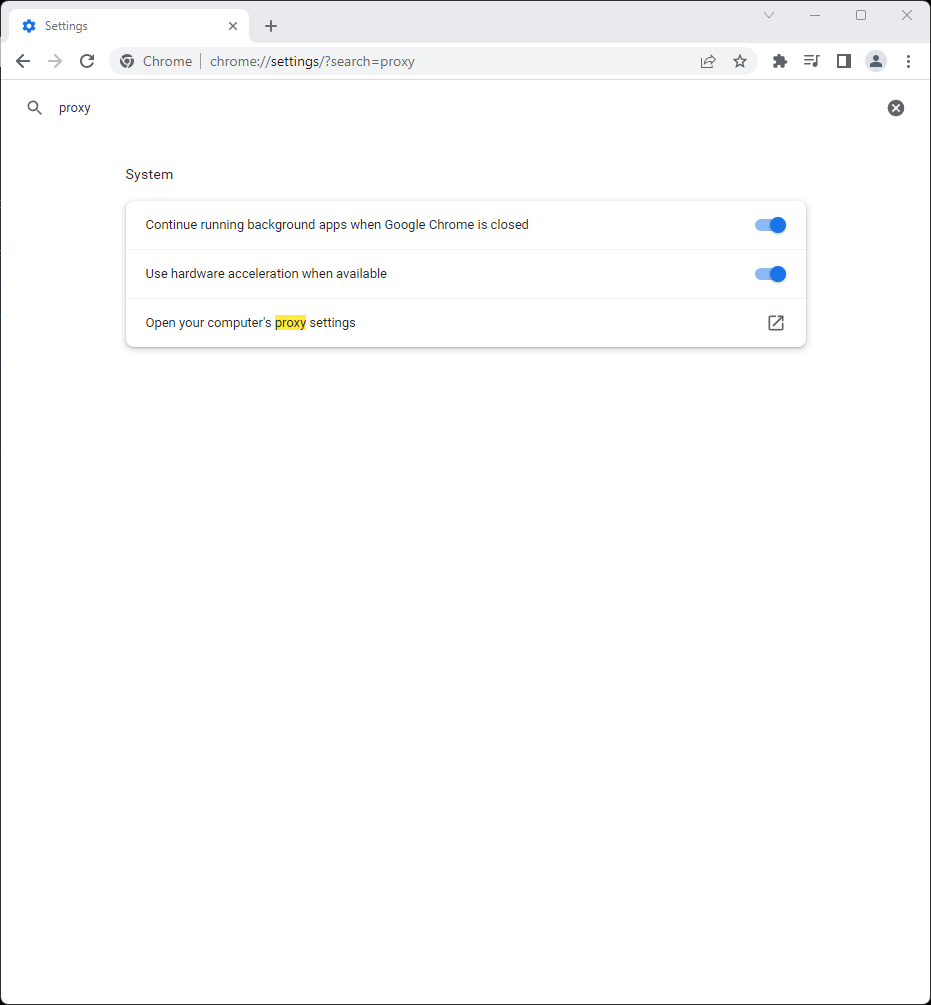 Settings
Chrome | chrome://settings/?search=proxy
proxy
System
Continue running background apps when Google Chrome is closed
Use hardware acceleration when available
Open your computer's proxy settings